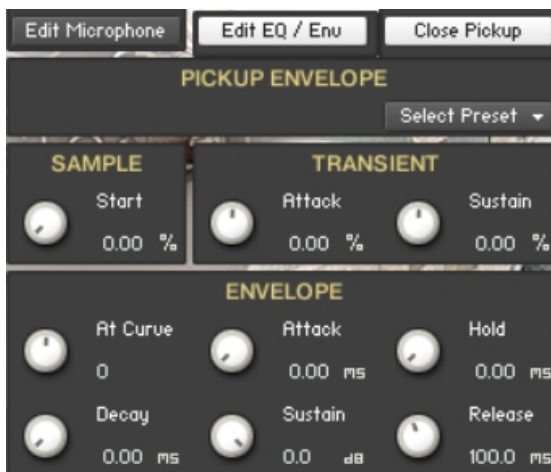 Edit Microphone Edit EQ / Env Close Pickup
PICKUP ENVELOPE
Select Preset
SAMPLE TRANSIENT
Start Attack Sustain
0.00 % 0.00 % 0.00 %
ENVELOPE
At Curve Attack Hold
0 0.00 ms 0.00 ms
Decay Sustain Release
0.00 ms 0.0 dB 100.0 ms